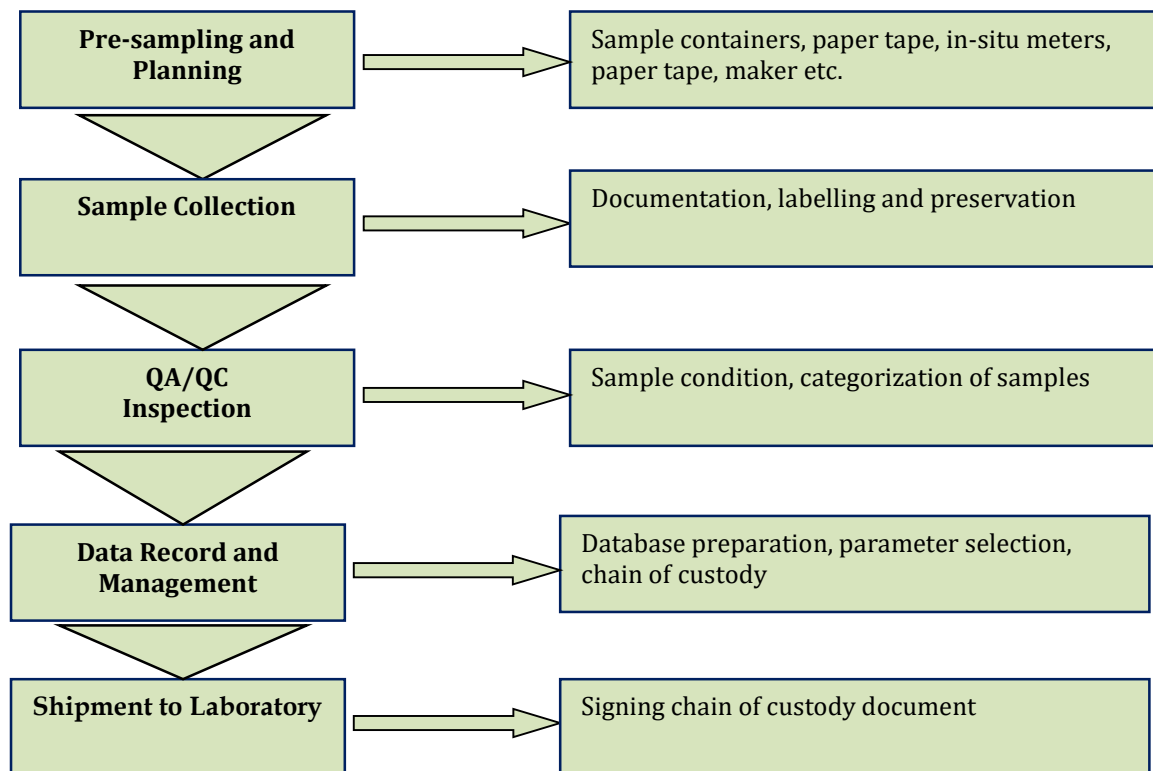 Pre-sampling and
Planning
Sample containers, paper tape, in-situ meters,
paper tape, maker etc.
Sample Collection
Documentation, labelling and preservation
QA/QC
Inspection
Sample condition, categorization of samples
Data Record and
Management
Database preparation, parameter selection,
chain of custody
Shipment to Laboratory
Signing chain of custody document